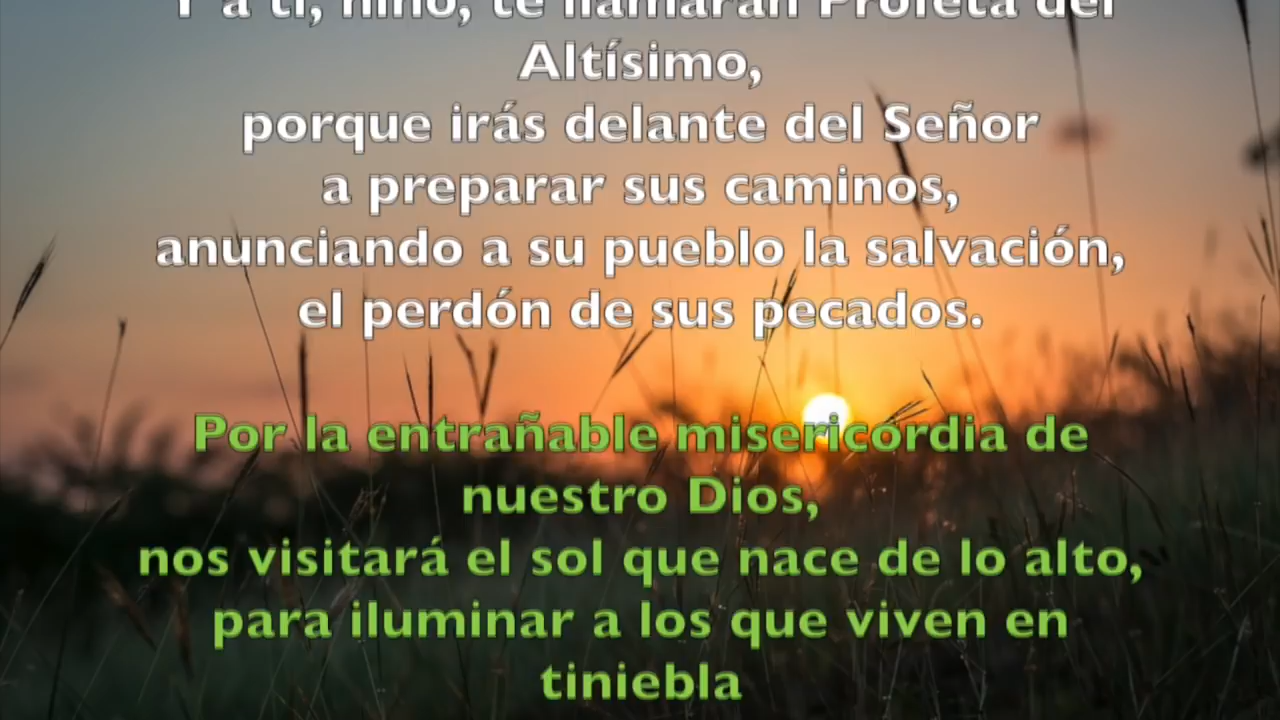 Y a ti, niño, te llamarán Profeta del
Altísimo,
porque irás delante del Señor
a preparar sus caminos,
anunciando a su pueblo la salvación,
el perdón de sus pecados.
Por la entrañable misericordia de
nuestro Dios,
nos visitará el sol que nace de lo alto,
para iluminar a los que viven en
tiniebla